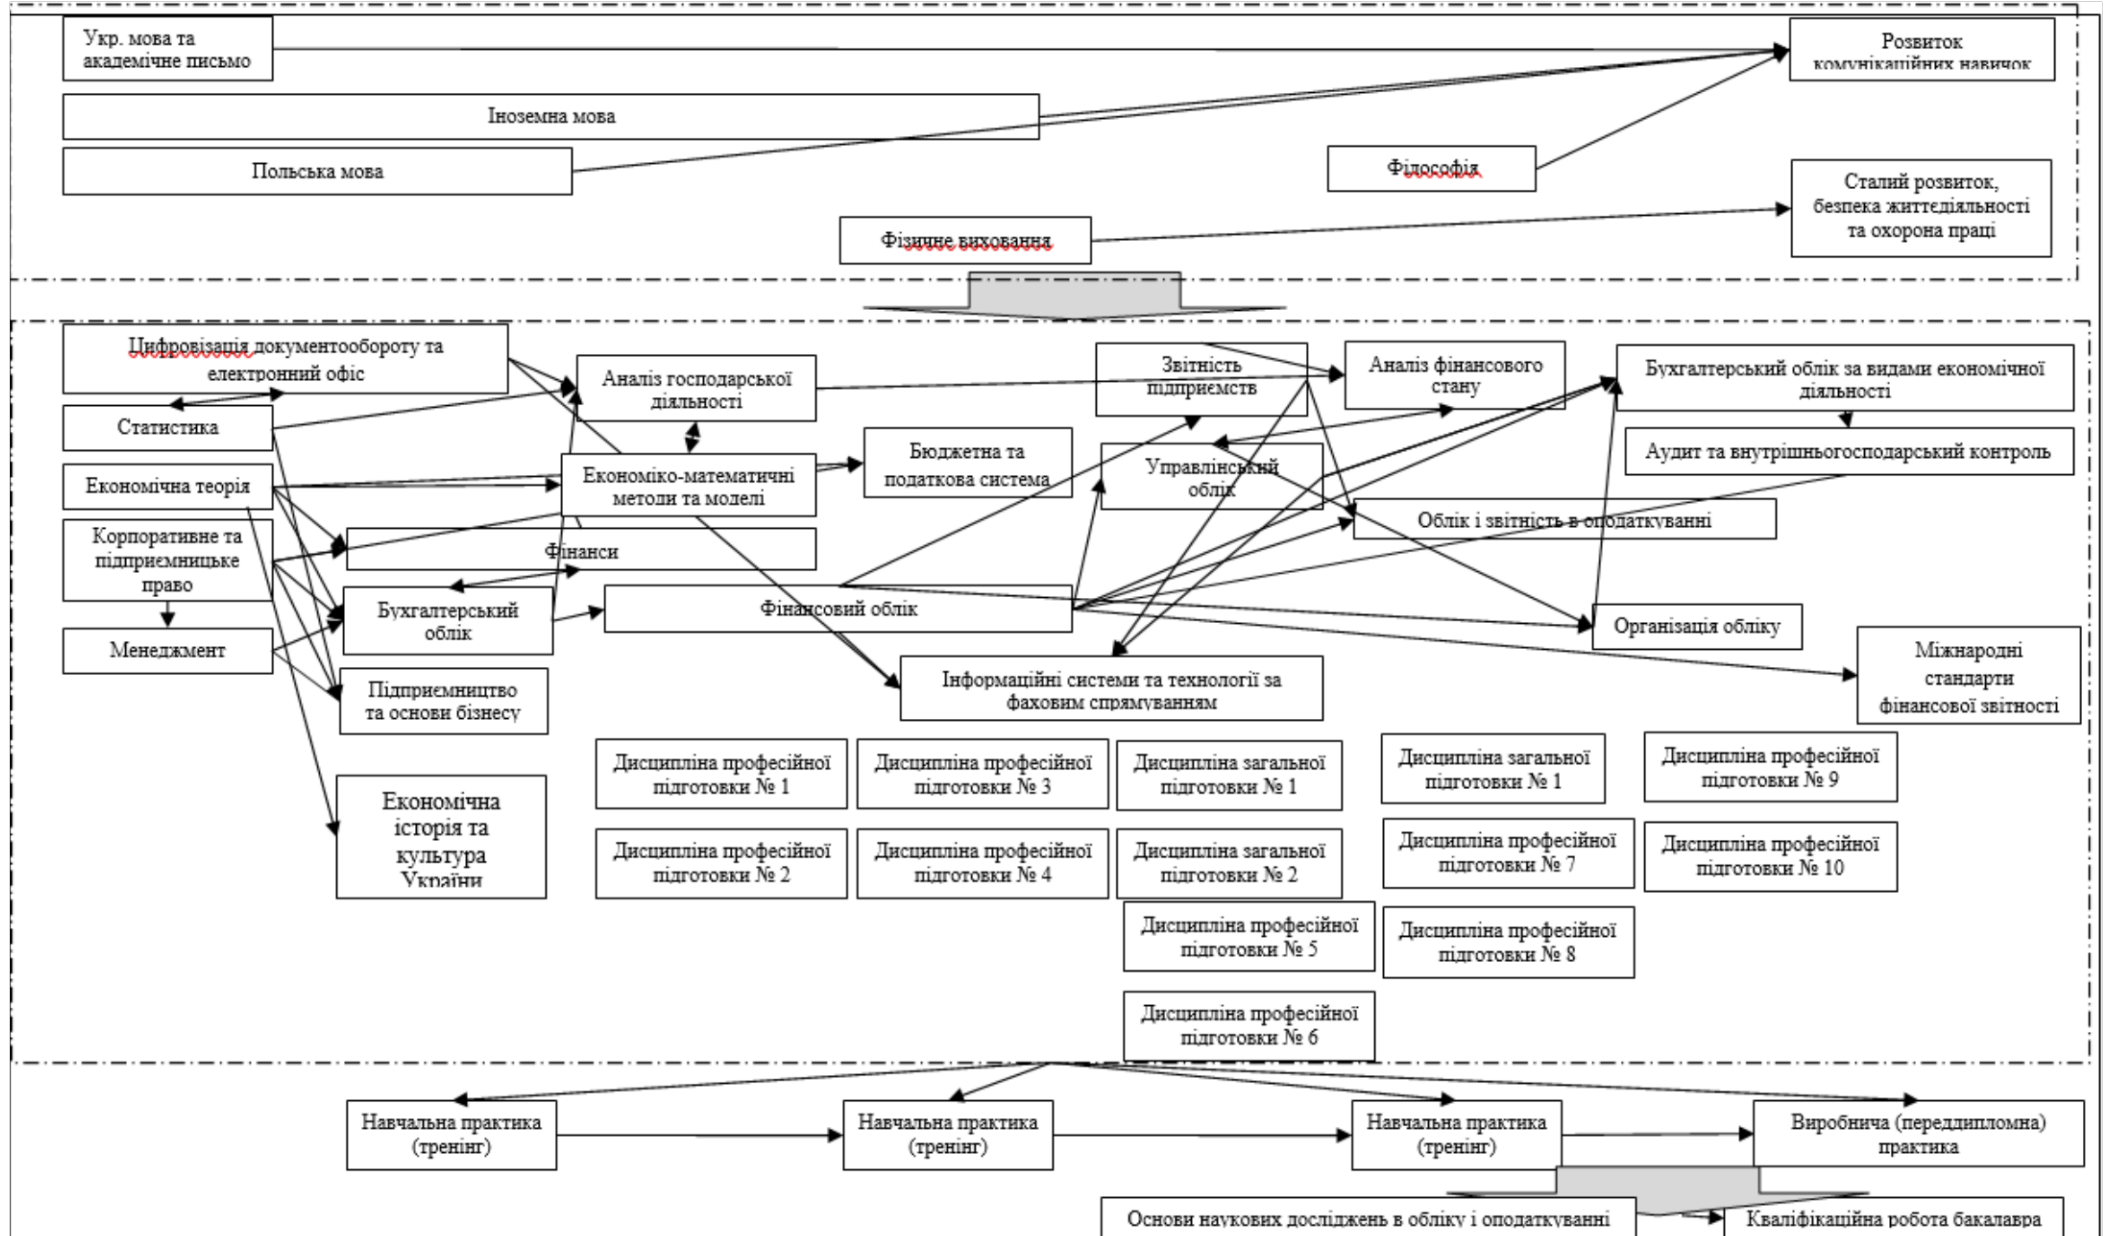 Укр. мова та
академічне письмо
Розвиток
комунікаційних навичок
Іноземна мова
Польська мова
Філософія
Сталий розвиток,
безпека життєдіяльності
та охорона праці
Фізичне виховання
Цифровізація документообороту та
електронний офіс
Статистика
Економічна теорія
Корпоративне та
підприємницьке
право
Менеджмент
Аналіз господарської
діяльності
Економіко-математичні
методи та моделі
Фінанси
Бухгалтерський
облік
Підприємництво
та основи бізнесу
Економічна
історія та
культура
України
Бюджетна та
податкова система
Фінансовий облік
Звітність
підприємств
Управлінський
облік
Інформаційні системи та технології за
фаховим спрямуванням
Аналіз фінансового
стану
Облік і звітність в оподаткуванні
Бухгалтерський облік за видами економічної
діяльності
Аудит та внутрішньогосподарський контроль
Організація обліку
Міжнародні
стандарти
фінансової звітності
Дисципліна професійної
підготовки № 1
Дисципліна професійної
підготовки № 2
Дисципліна професійної
підготовки № 3
Дисципліна професійної
підготовки № 4
Дисципліна загальної
підготовки № 1
Дисципліна загальної
підготовки № 2
Дисципліна професійної
підготовки № 5
Дисципліна професійної
підготовки № 6
Дисципліна загальної
підготовки № 1
Дисципліна професійної
підготовки № 7
Дисципліна професійної
підготовки № 8
Дисципліна професійної
підготовки № 9
Дисципліна професійної
підготовки № 10
Навчальна практика
(тренінг)
Навчальна практика
(тренінг)
Навчальна практика
(тренінг)
Виробнича (переддипломна)
практика
Основи наукових досліджень в обліку і оподаткуванні
Кваліфікаційна робота бакалавра